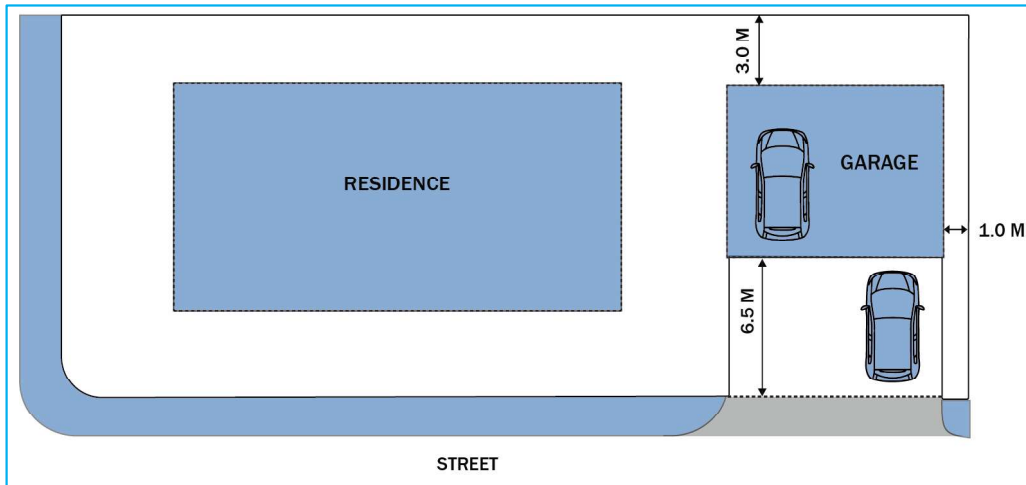 3.0 M
GARAGE
RESIDENCE
1.0 M
6.5 M
STREET